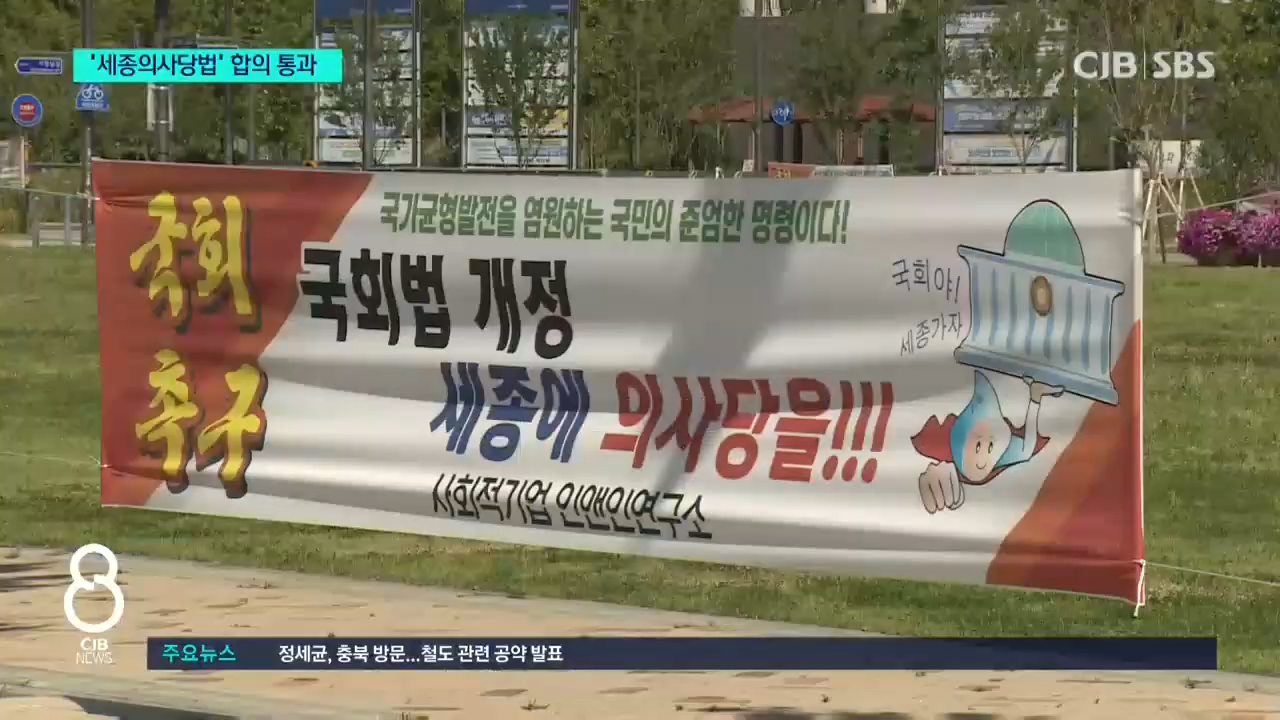 '세종의사당법' 합의 통과
CJB SBS
국회
촉구
국가균형발전을 염원하는 국민의 준엄한 명령이다!
국회법 개정
세종에 의사당을!!!
사회적기업 인앤인연구소
국회야!
세종가자
8
CJB
NEWS
주요뉴스 정세균, 충북 방문...철도 관련 공약 발표